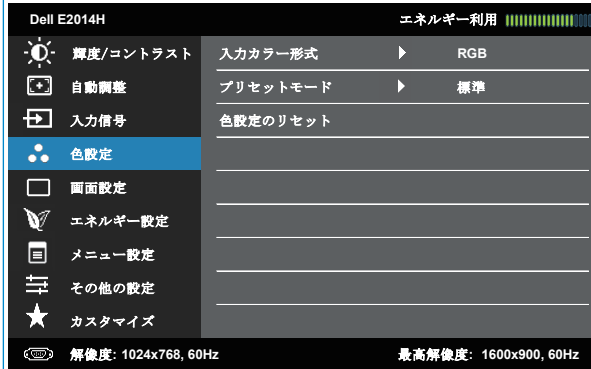 Dell E2014H エネルギー利用
輝度/コントラスト 入力カラー形式 RGB
自動調整 プリセットモード 標準
入力信号 色設定のリセット
色設定
画面設定
エネルギー設定
メニュー設定
その他の設定
カスタマイズ
解像度: 1024x768, 60Hz 最高解像度: 1600x900, 60Hz